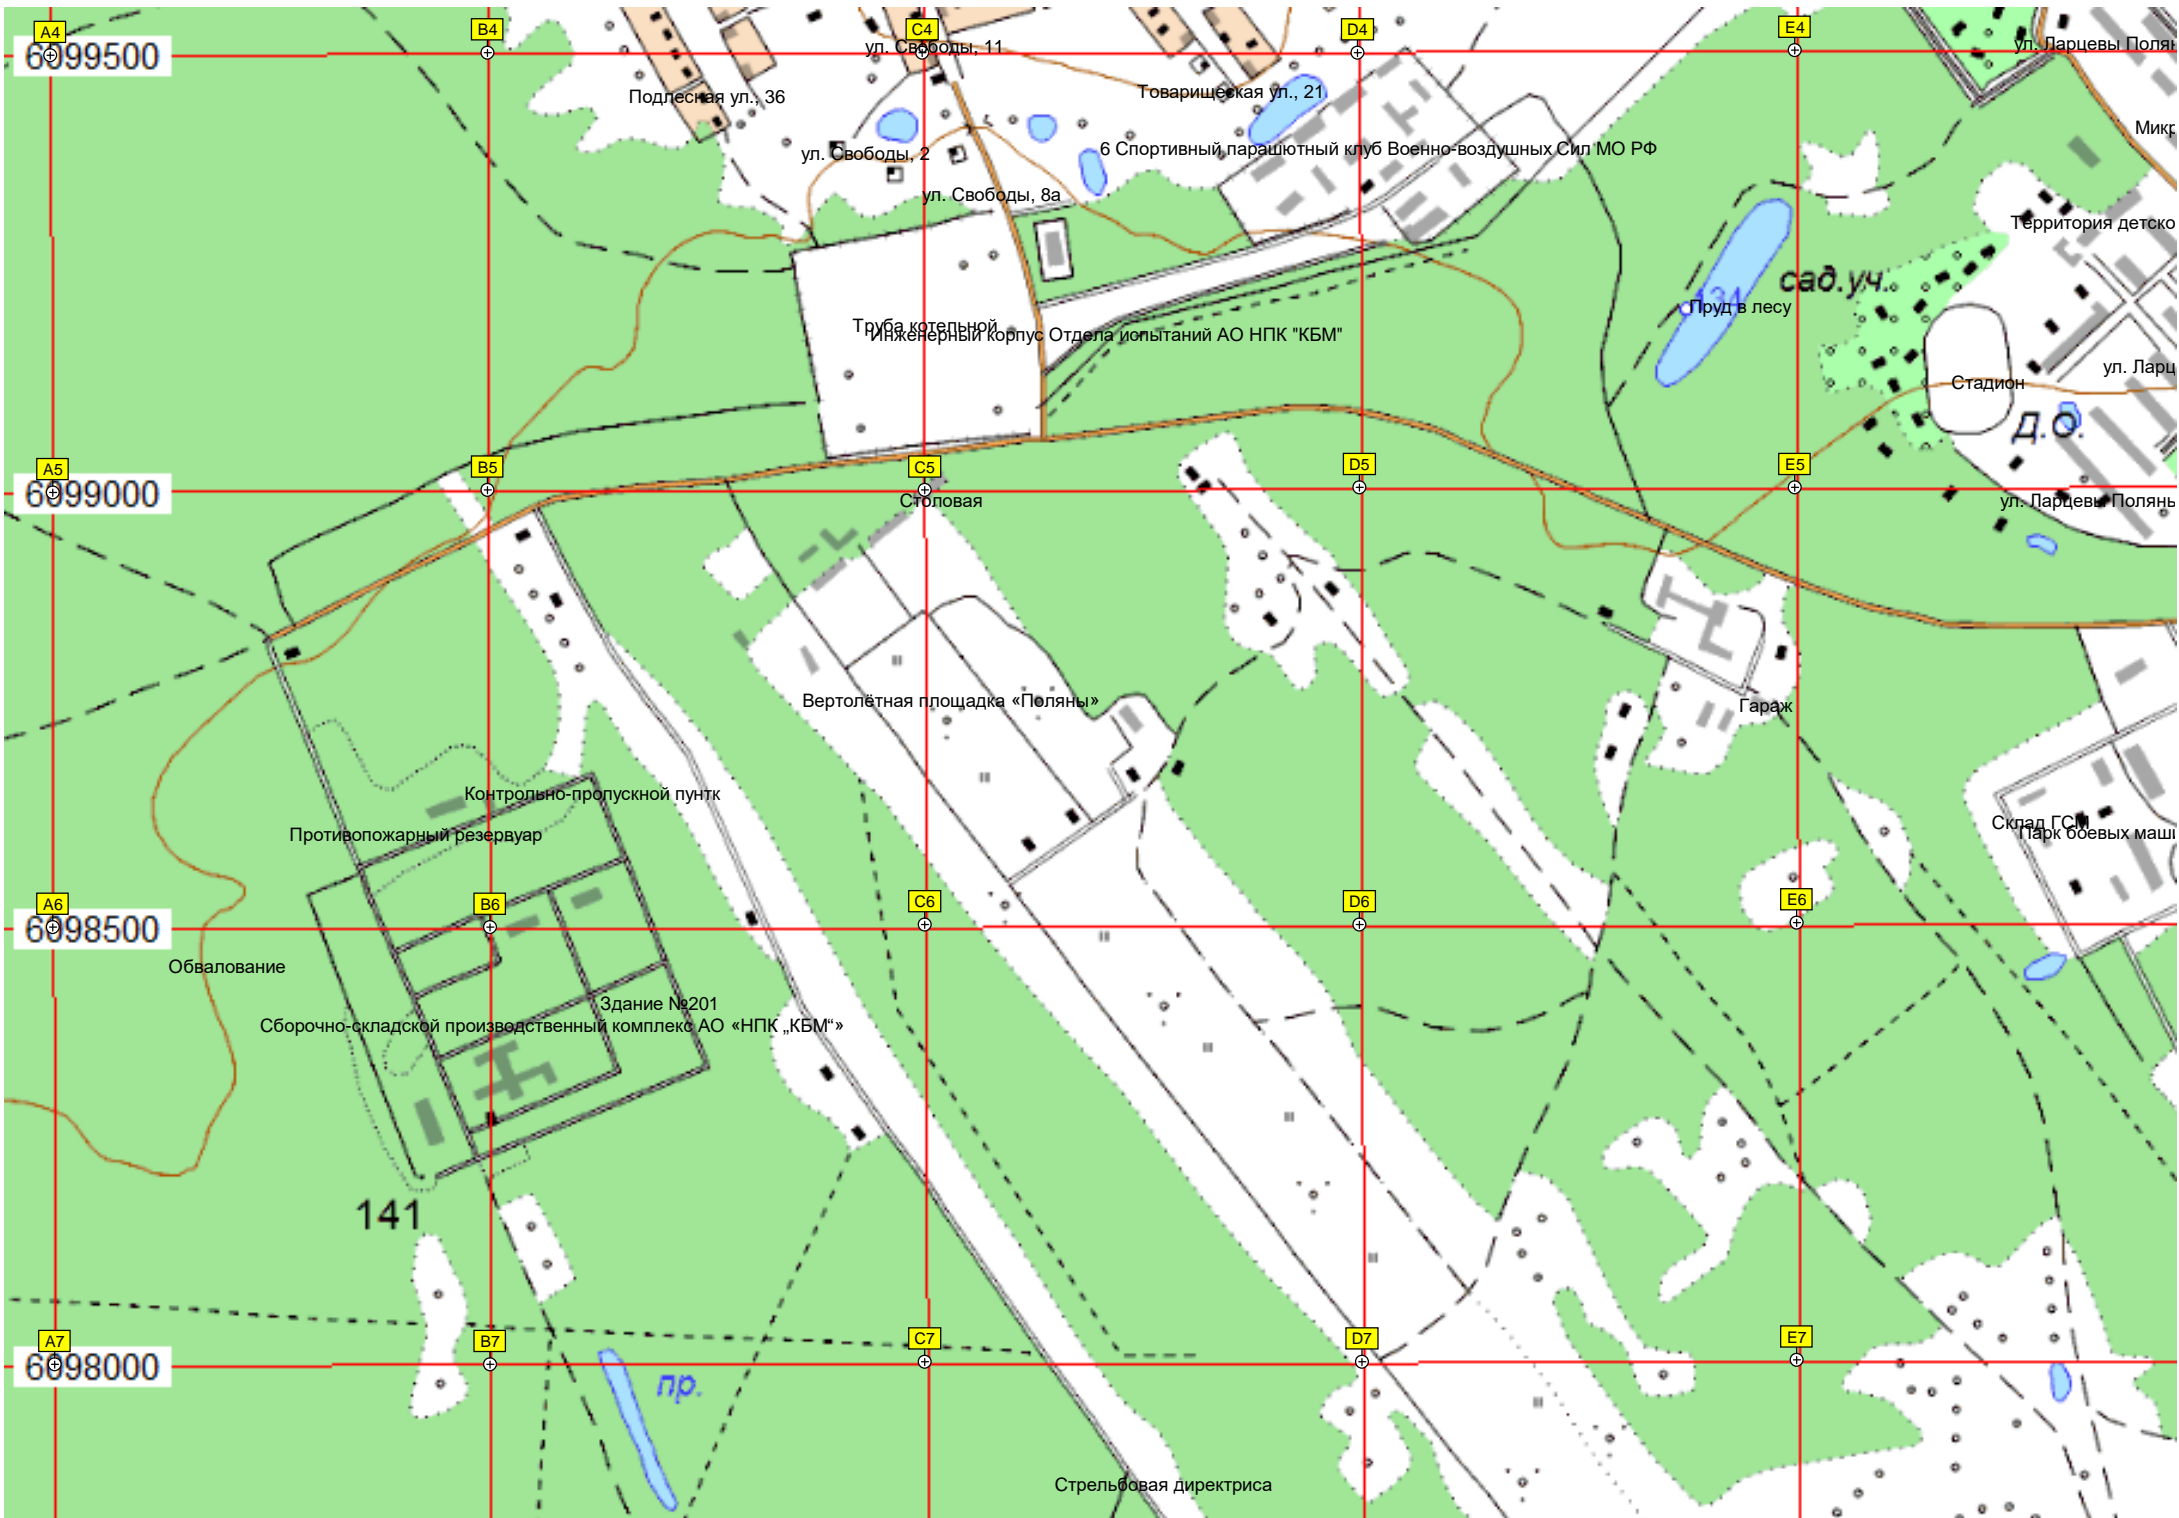 A4
B4
C4
D4
E4
6099500
ул. Свободы, 11
ул. Ларцевы Полян
Подлесная ул., 36
Товарищеская ул., 21
Микр
ул. Свободы, 2
6 Спортивный парашютный клуб Военно-воздушных Сил МО РФ
ул. Свободы, 8а
Территория детско
сад.уч.
134
Пруд в лесу
Труба котельной
Инженерный корпус Отдела испытаний АО НПК "КБМ"
ул. Ларц
Стадион
Д.О.
A5
B5
C5
D5
E5
6099000
Столовая
ул. Ларцевы Поляны
Вертолётная площадка «Поляны»
Гараж
Контрольно-пропускной пунтк
Противопожарный резервуар
Склад ГСМ
Парк боевых маши
A6
B6
C6
D6
E6
6098500
Обвалование
Здание №201
Сборочно-складской производственный комплекс АО «НПК „КБМ“»
141
A7
B7
C7
D7
E7
6098000
пр.
Стрельбовая директриса